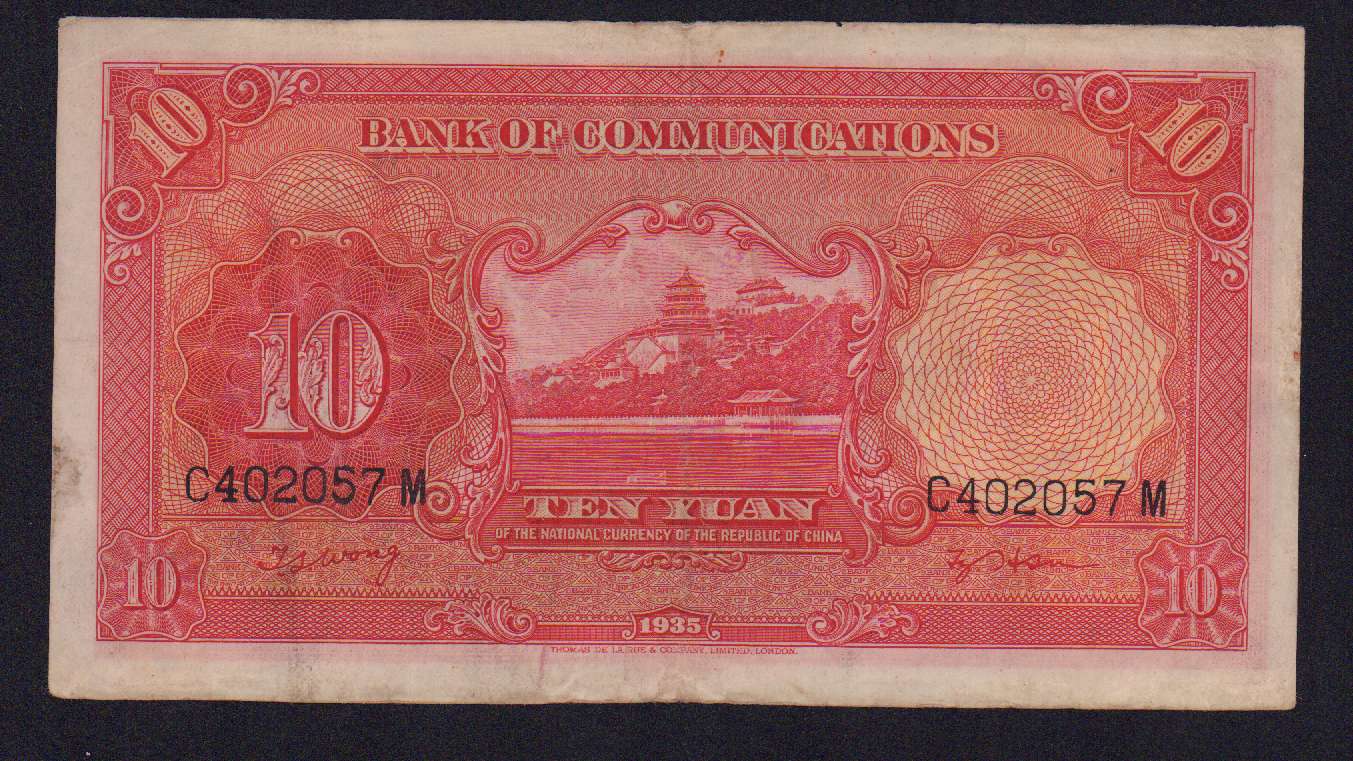 10
10
BANK OF COMMUNICATIONS
10
C402057 M
C402057 M
TEN YUAN
OF THE NATIONAL CURRENCY OF THE REPUBLIC OF CHINA
TsWong
10
10
1935
THOMAS DE LA RUE & COMPANY, LIMITED, LONDON.